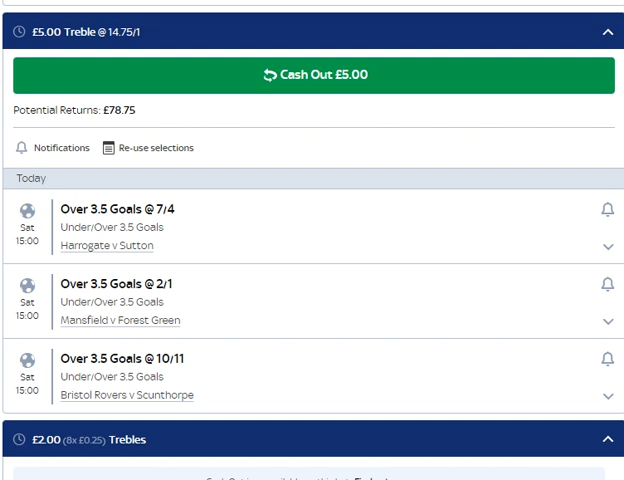 £5.00 Treble @ 14.75/1
Cash Out £5.00
Potential Returns: £78.75
Notifications Re-use selections
Today
Over 3.5 Goals @ 7/4
Under/Over 3.5 Goals
Sat
15:00
Harrogate v Sutton
Over 3.5 Goals @ 2/1
Under/Over 3.5 Goals
Sat
15:00
Mansfield v Forest Green
Over 3.5 Goals @ 10/11
Under/Over 3.5 Goals
Sat
15:00
Bristol Rovers v Scunthorpe
£2.00 (8x £0.25) Trebles